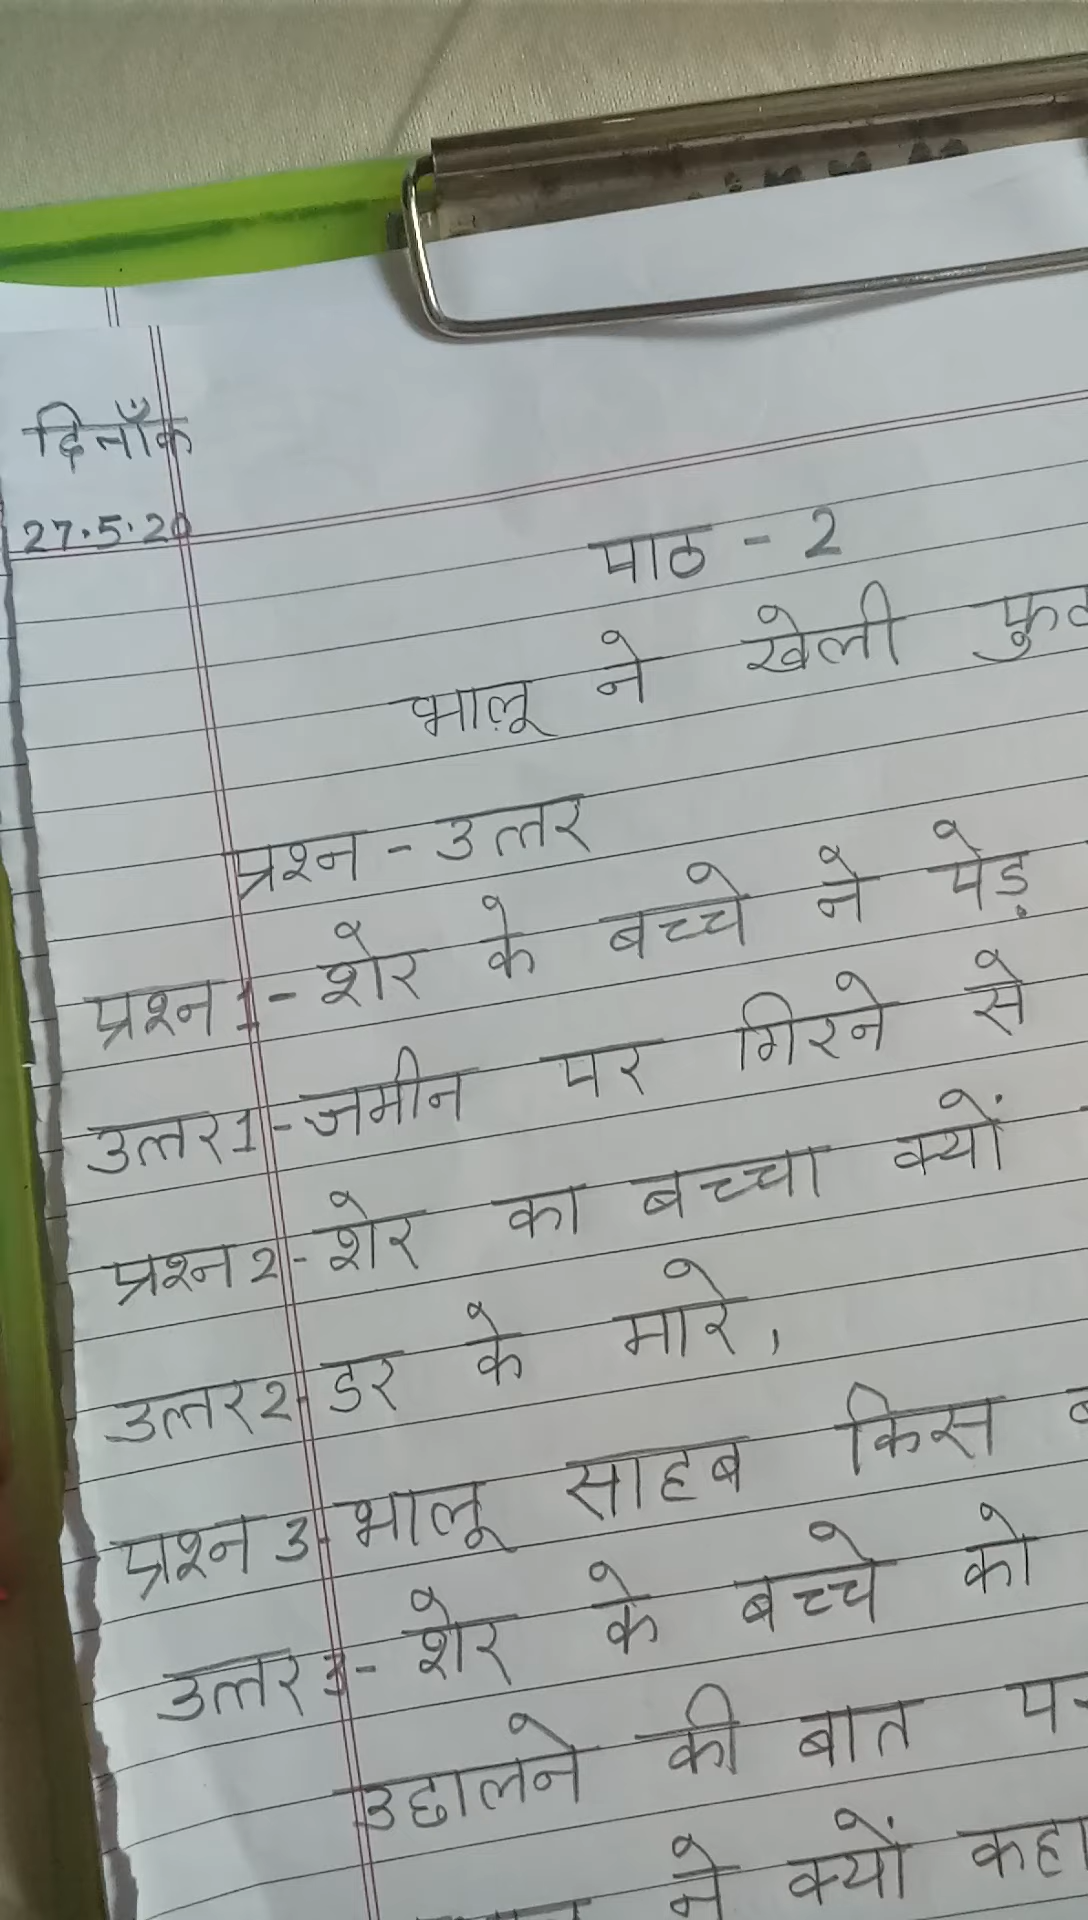 दिनाँक
27.5.20
पाठ - 2
भालू ने खेली
प्रश्न - उत्तर
प्रश्न 1- शेर के बच्चे ने पेड़
उत्तर 1- जमीन पर गिरने से
प्रश्न 2- शेर का बच्चा क्यों
उत्तर 2- डर के मारे,
प्रश्न 3- भालू साहब किस
उत्तर 3- शेर के बच्चे को
उछालने की बात
ने क्यों कहा